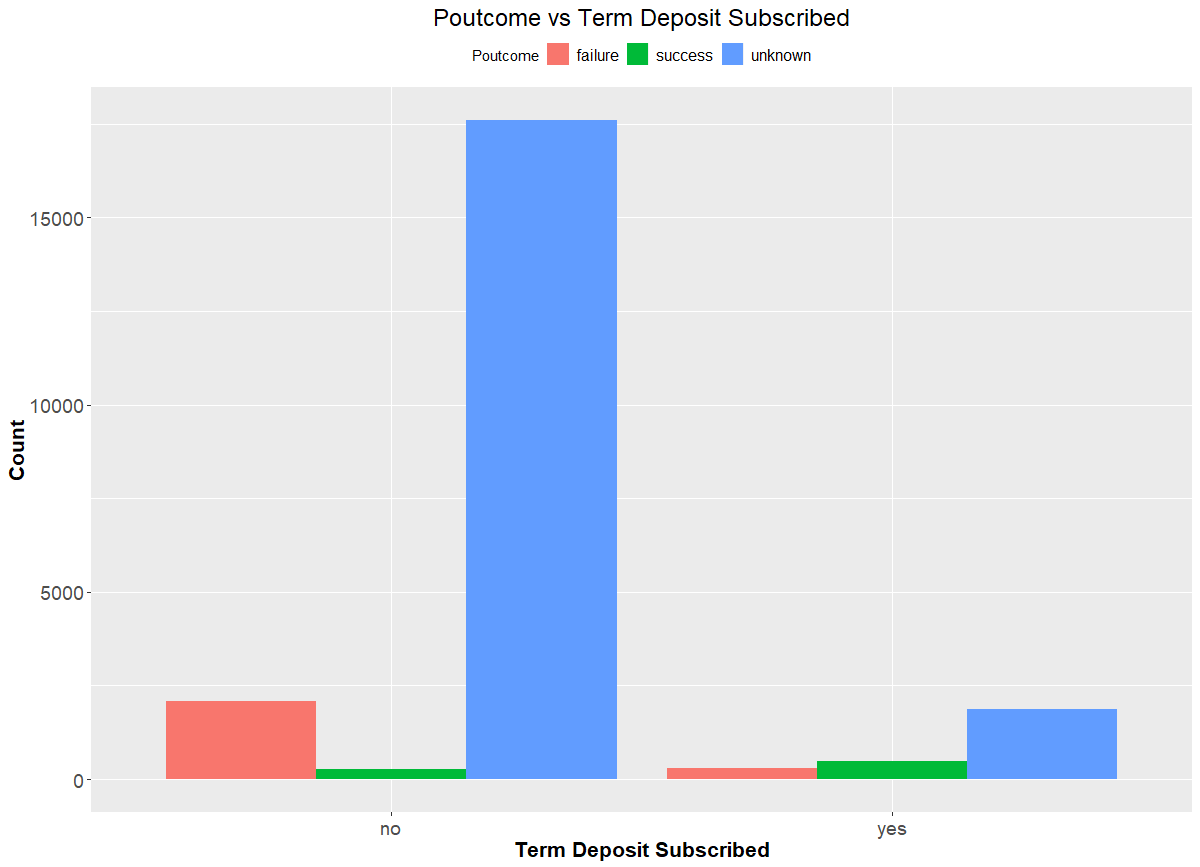 Poutcome vs Term Deposit Subscribed
Poutcome failure success unknown
15000
10000
5000
0
Count
no yes
Term Deposit Subscribed